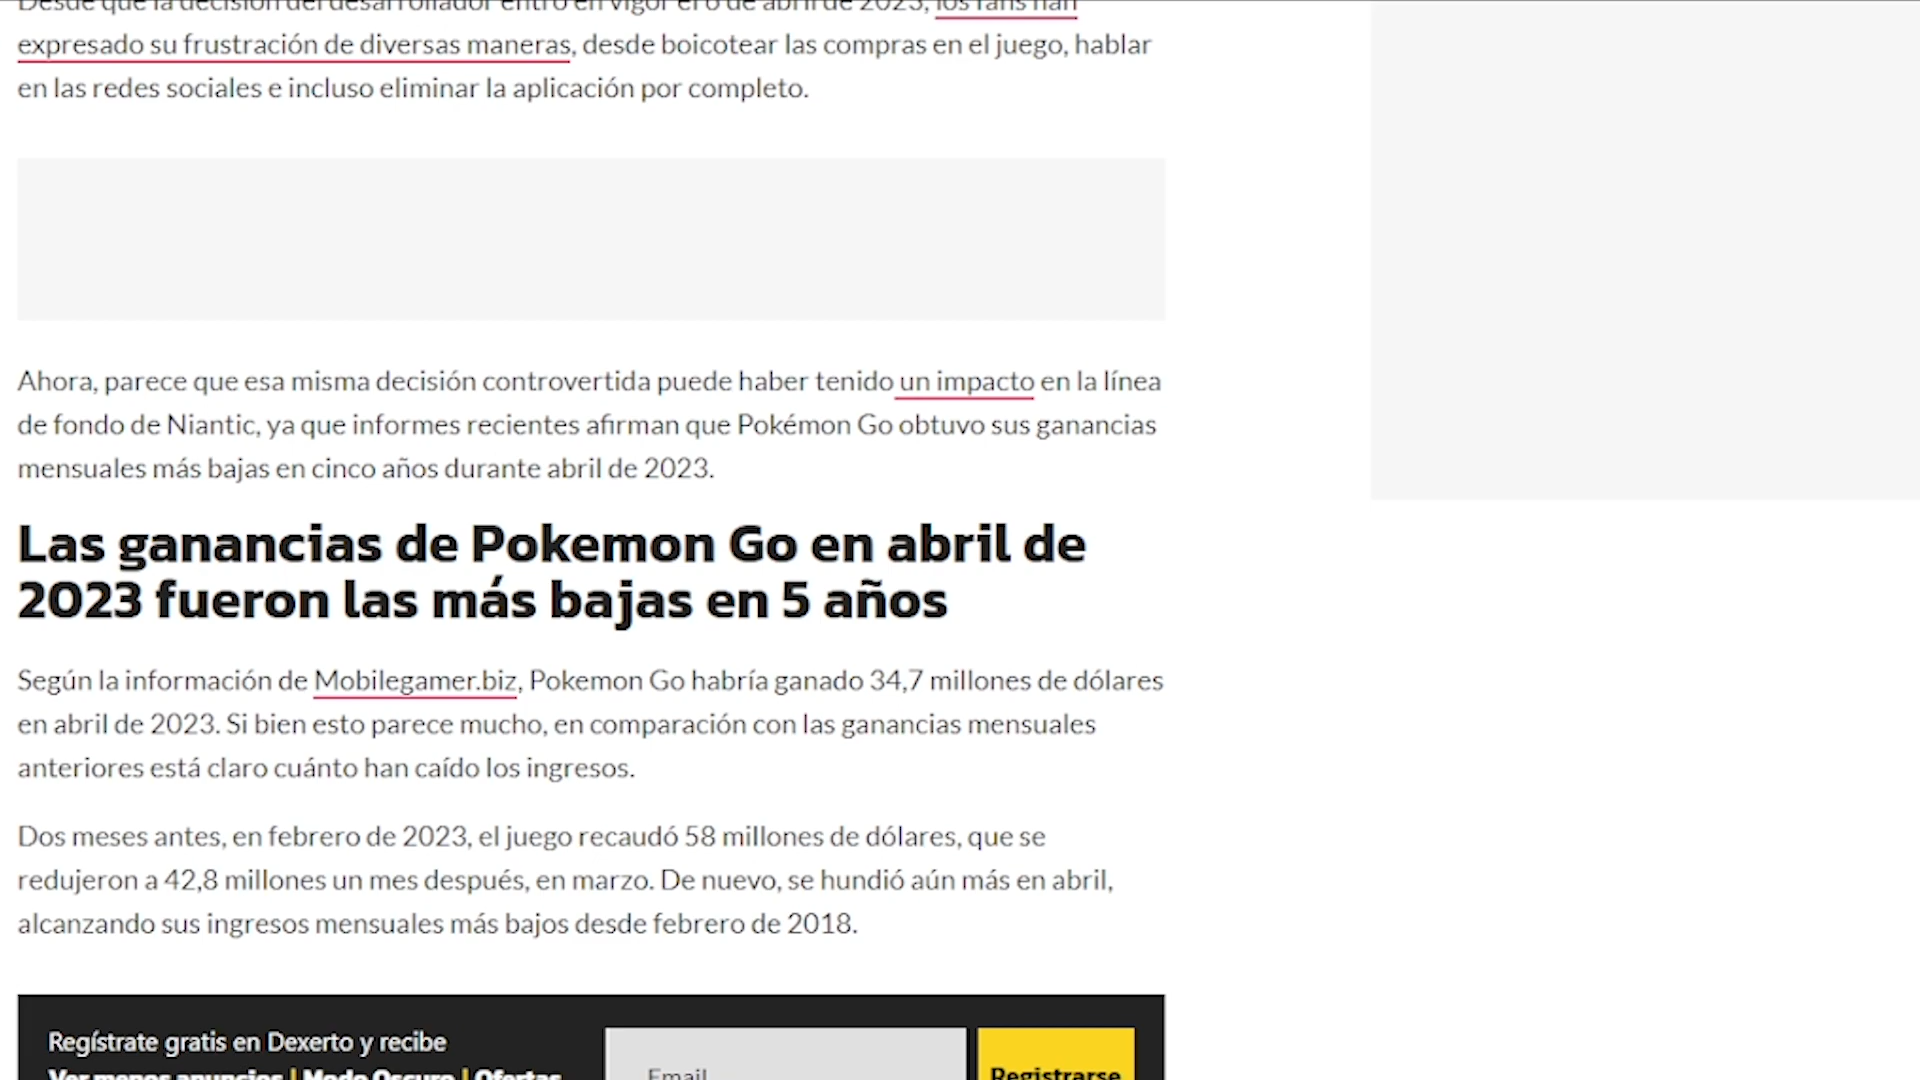 Desde que la decisión del desarrollador entró en vigor el 6 de abril de 2023, los fans han
expresado su frustración de diversas maneras, desde boicotear las compras en el juego, hablar
en las redes sociales e incluso eliminar la aplicación por completo.
Ahora, parece que esa misma decisión controvertida puede haber tenido un impacto en la línea
de fondo de Niantic, ya que informes recientes afirman que Pokémon Go obtuvo sus ganancias
mensuales más bajas en cinco años durante abril de 2023.
Las ganancias de Pokemon Go en abril de
2023 fueron las más bajas en 5 años
Según la información de Mobilegamer.biz, Pokemon Go habría ganado 34,7 millones de dólares
en abril de 2023. Si bien esto parece mucho, en comparación con las ganancias mensuales
anteriores está claro cuánto han caído los ingresos.
Dos meses antes, en febrero de 2023, el juego recaudó 58 millones de dólares, que se
redujeron a 42,8 millones un mes después, en marzo. De nuevo, se hundió aún más en abril,
alcanzando sus ingresos mensuales más bajos desde febrero de 2018.
Regístrate gratis en Dexerto y recibe
Ver menos anuncios | Modo Oscuro | Ofertas
Email
Registrarse